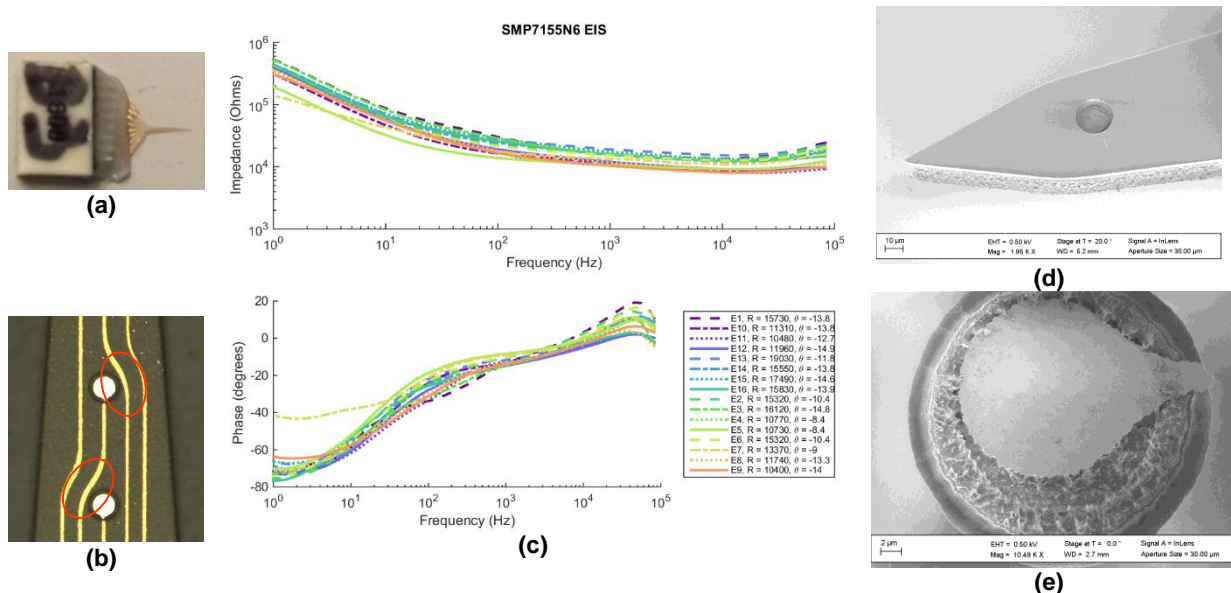 (a)
(b)
SMP7155N6 EIS
Impedance (Ohms)
10^6
10^5
10^4
10^3
10^0
10^1
10^2
10^3
10^4
10^5
Frequency (Hz)
Phase (degrees)
20
0
-20
-40
-60
-80
10^0
10^1
10^2
10^3
10^4
10^5
Frequency (Hz)
E1, R = 15730, θ = -13.8
E10, R = 11310, θ = -13.8
E11, R = 10480, θ = -12.7
E12, R = 11960, θ = -14.9
E13, R = 19030, θ = -11.8
E14, R = 15550, θ = -13.8
E15, R = 17490, θ = -14.6
E16, R = 15830, θ = -13.9
E2, R = 15320, θ = -10.4
E3, R = 16120, θ = -14.8
E4, R = 10770, θ = -8.4
E5, R = 10730, θ = -8.4
E6, R = 15320, θ = -10.4
E7, R = 13370, θ = -9
E8, R = 11740, θ = -13.3
E9, R = 10400, θ = -14
(c)
10 µm
EHT = 0.50 kV
Mag = 1.95 K X
Stage at T = 20.0 °
WD = 5.2 mm
Signal A = InLens
Aperture Size = 30.00 µm
(d)
2 µm
EHT = 0.50 kV
Mag = 10.49 K X
Stage at T = 0.0 °
WD = 2.7 mm
Signal A = InLens
Aperture Size = 30.00 µm
(e)